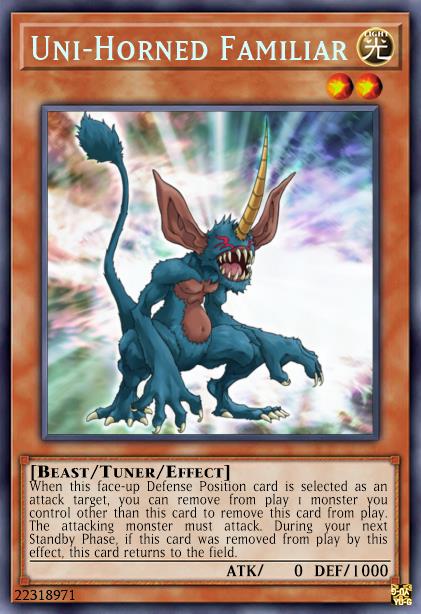 Uni-Horned Familiar
LIGHT
光
[Beast/Tuner/Effect]
When this face-up Defense Position card is selected as an
attack target, you can remove from play 1 monster you
control other than this card to remove this card from play.
The attacking monster must attack. During your next
Standby Phase, if this card was removed from play by this
effect, this card returns to the field.
ATK/ 0 DEF/1000
22318971